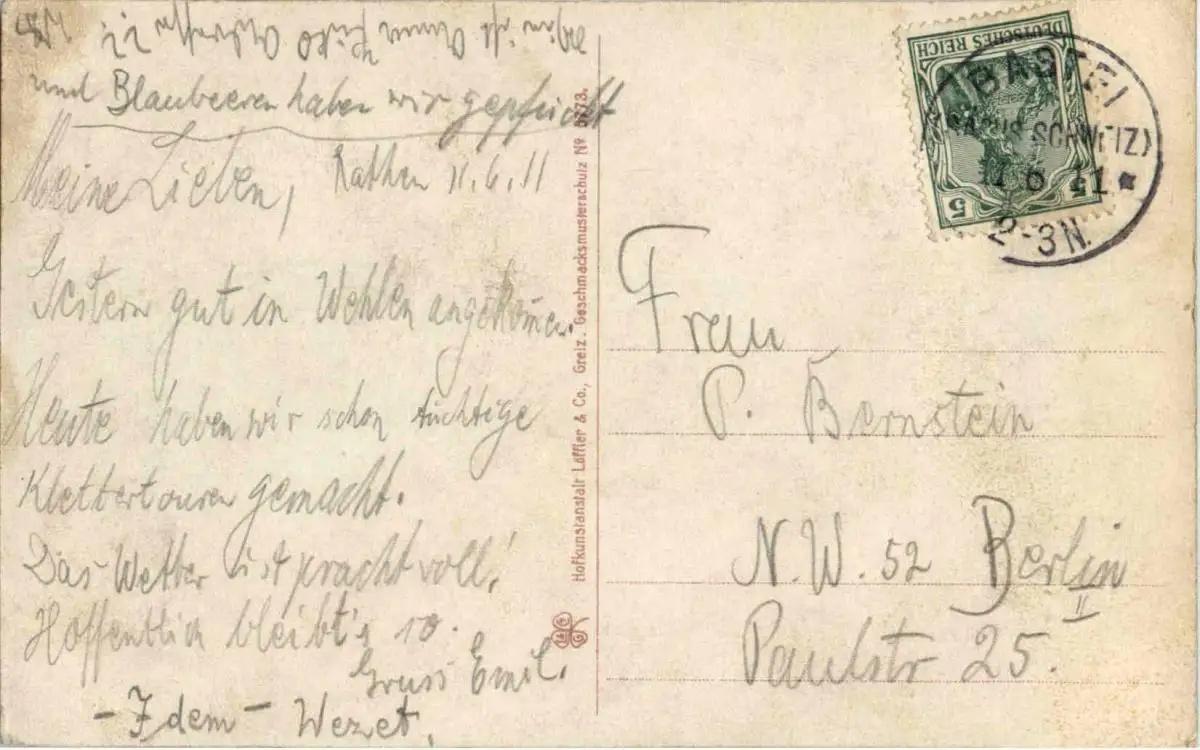 und Blaubeeren haben wir gepflückt
Rathen 11.6.11
Meine Lieben,
Gestern gut in Wehlen angekommen.
Heute haben wir schon tüchtige
Klettertouren gemacht.
Das Wetter ist prachtvoll!
Hoffentlich bleibt's so.
Gruss Emil.
- Idem - Wezet.
Hofkunstanstalt Löffler & Co., Greiz. Geschmacksmusterschutz No
DEUTSCHES REICH
5
BASTEI
(SÄCHS. SCHWEIZ)
11 6 11 *
2-3N.
Frau
P. Bernstein
N.W. 52 Berlin
II
Paulstr 25.